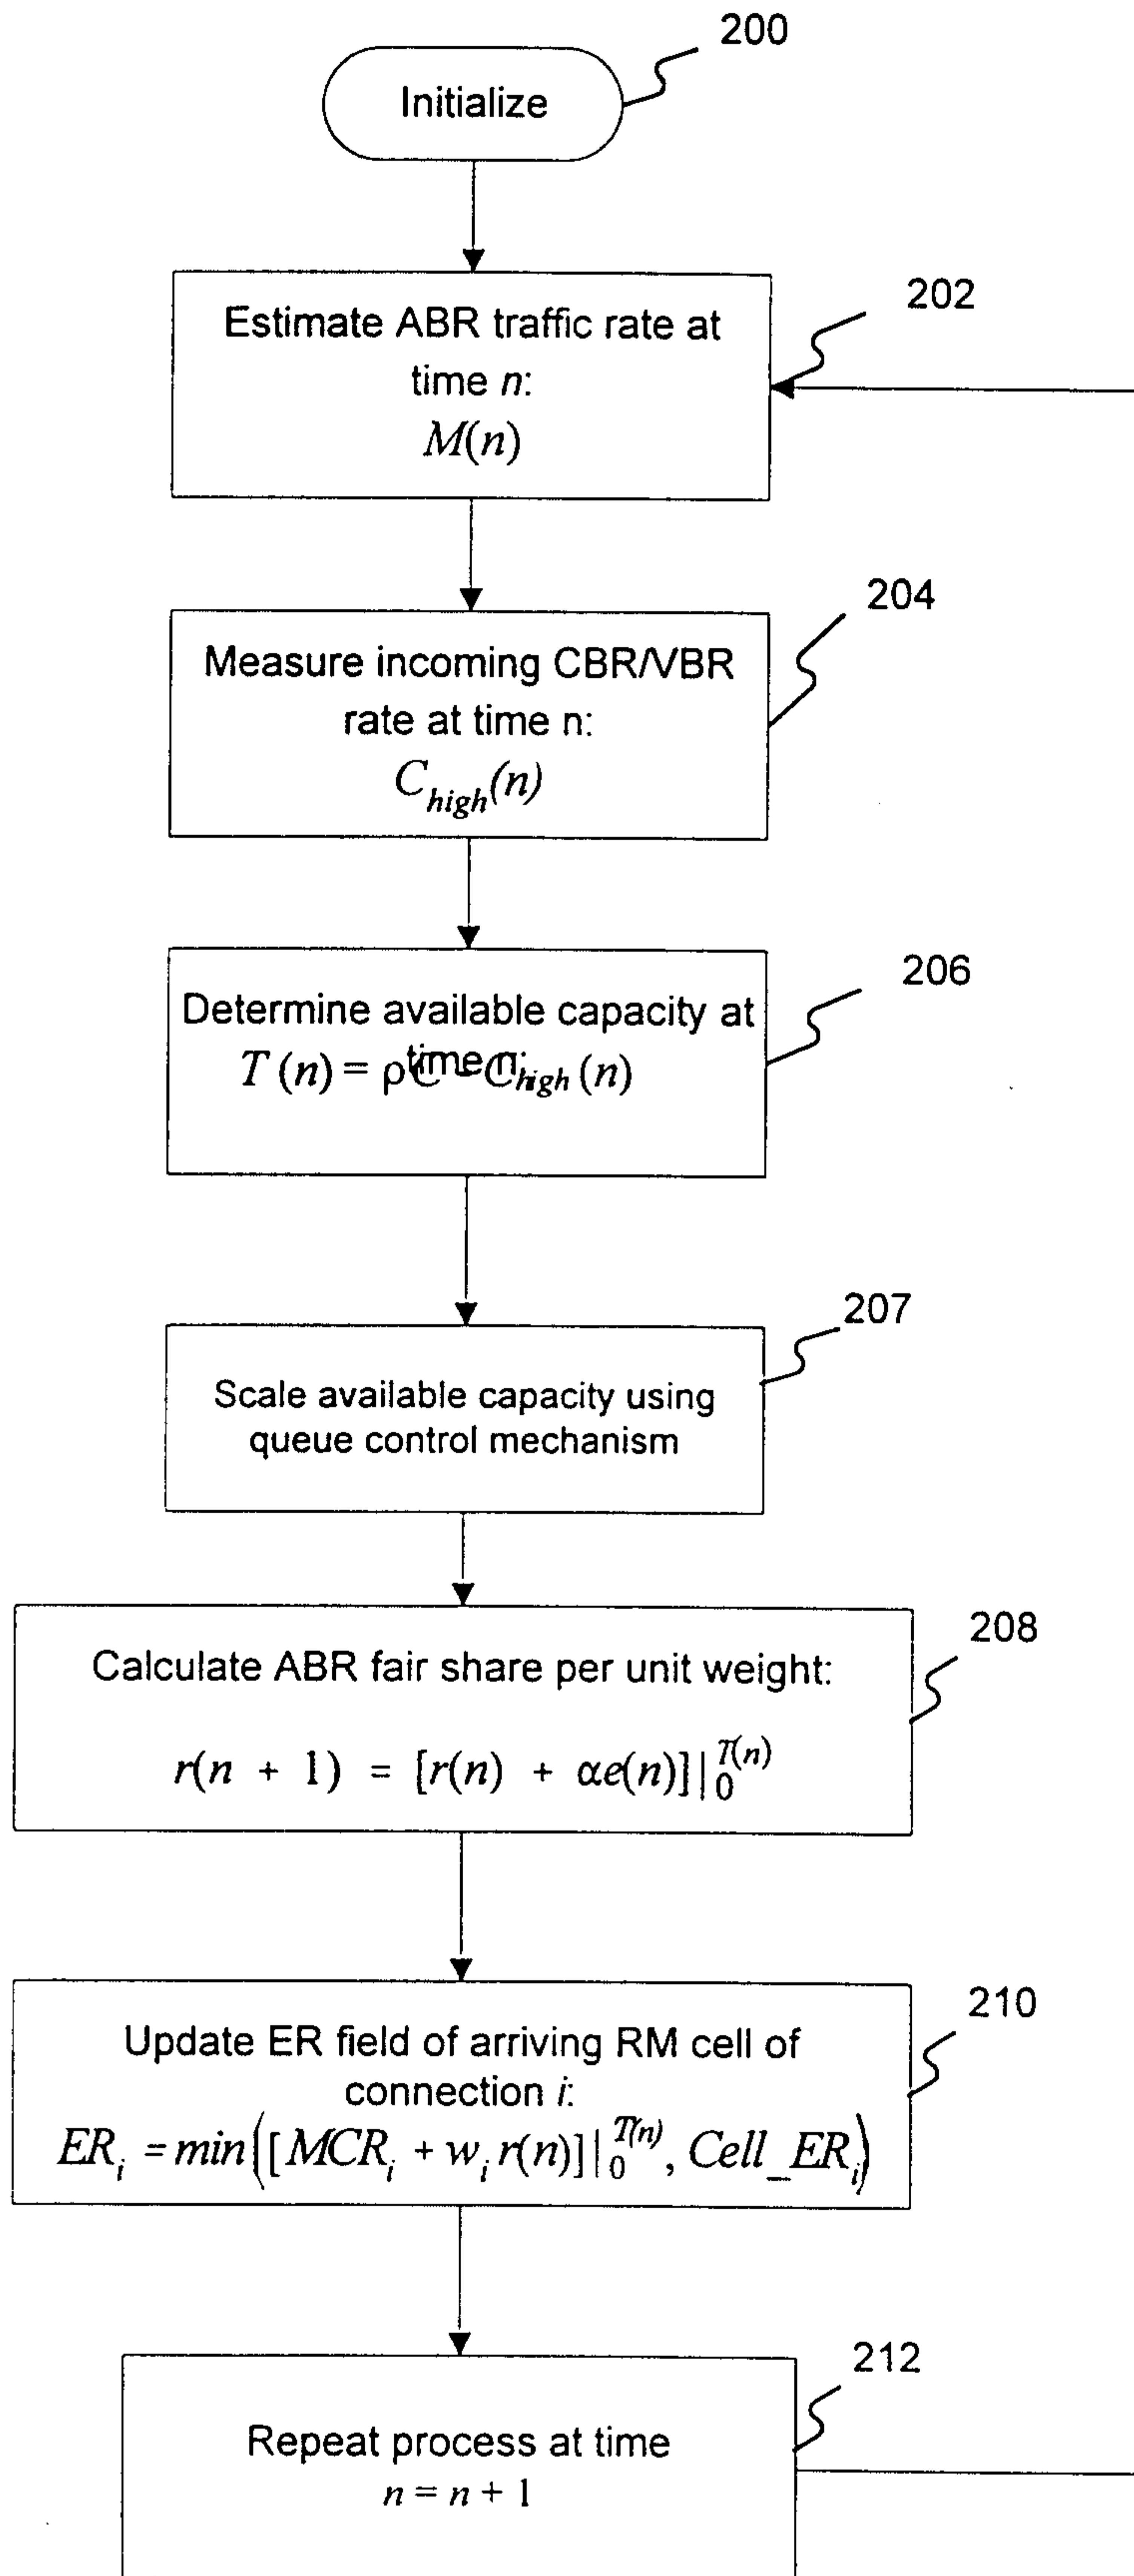 200
Initialize
202
Estimate ABR traffic rate at
time n:
M(n)
204
Measure incoming CBR/VBR
rate at time n:
C_high(n)
206
Determine available capacity at
time n:
T(n) = ρC - C_high(n)
207
Scale available capacity using
queue control mechanism
208
Calculate ABR fair share per unit weight:
r(n + 1) = [r(n) + αe(n)]|_0^T(n)
210
Update ER field of arriving RM cell of
connection i:
ER_i = min([MCR_i + w_i r(n)]|_0^T(n), Cell_ER_i)
212
Repeat process at time
n = n + 1